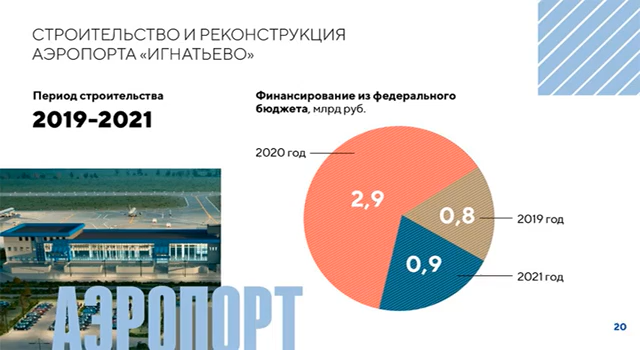 СТРОИТЕЛЬСТВО И РЕКОНСТРУКЦИЯ
АЭРОПОРТА «ИГНАТЬЕВО»
Период строительства
2019–2021
Финансирование из федерального
бюджета, млрд руб.
2020 год
2,9
0,8
2019 год
0,9
2021 год
АЭРОПОРТ
20